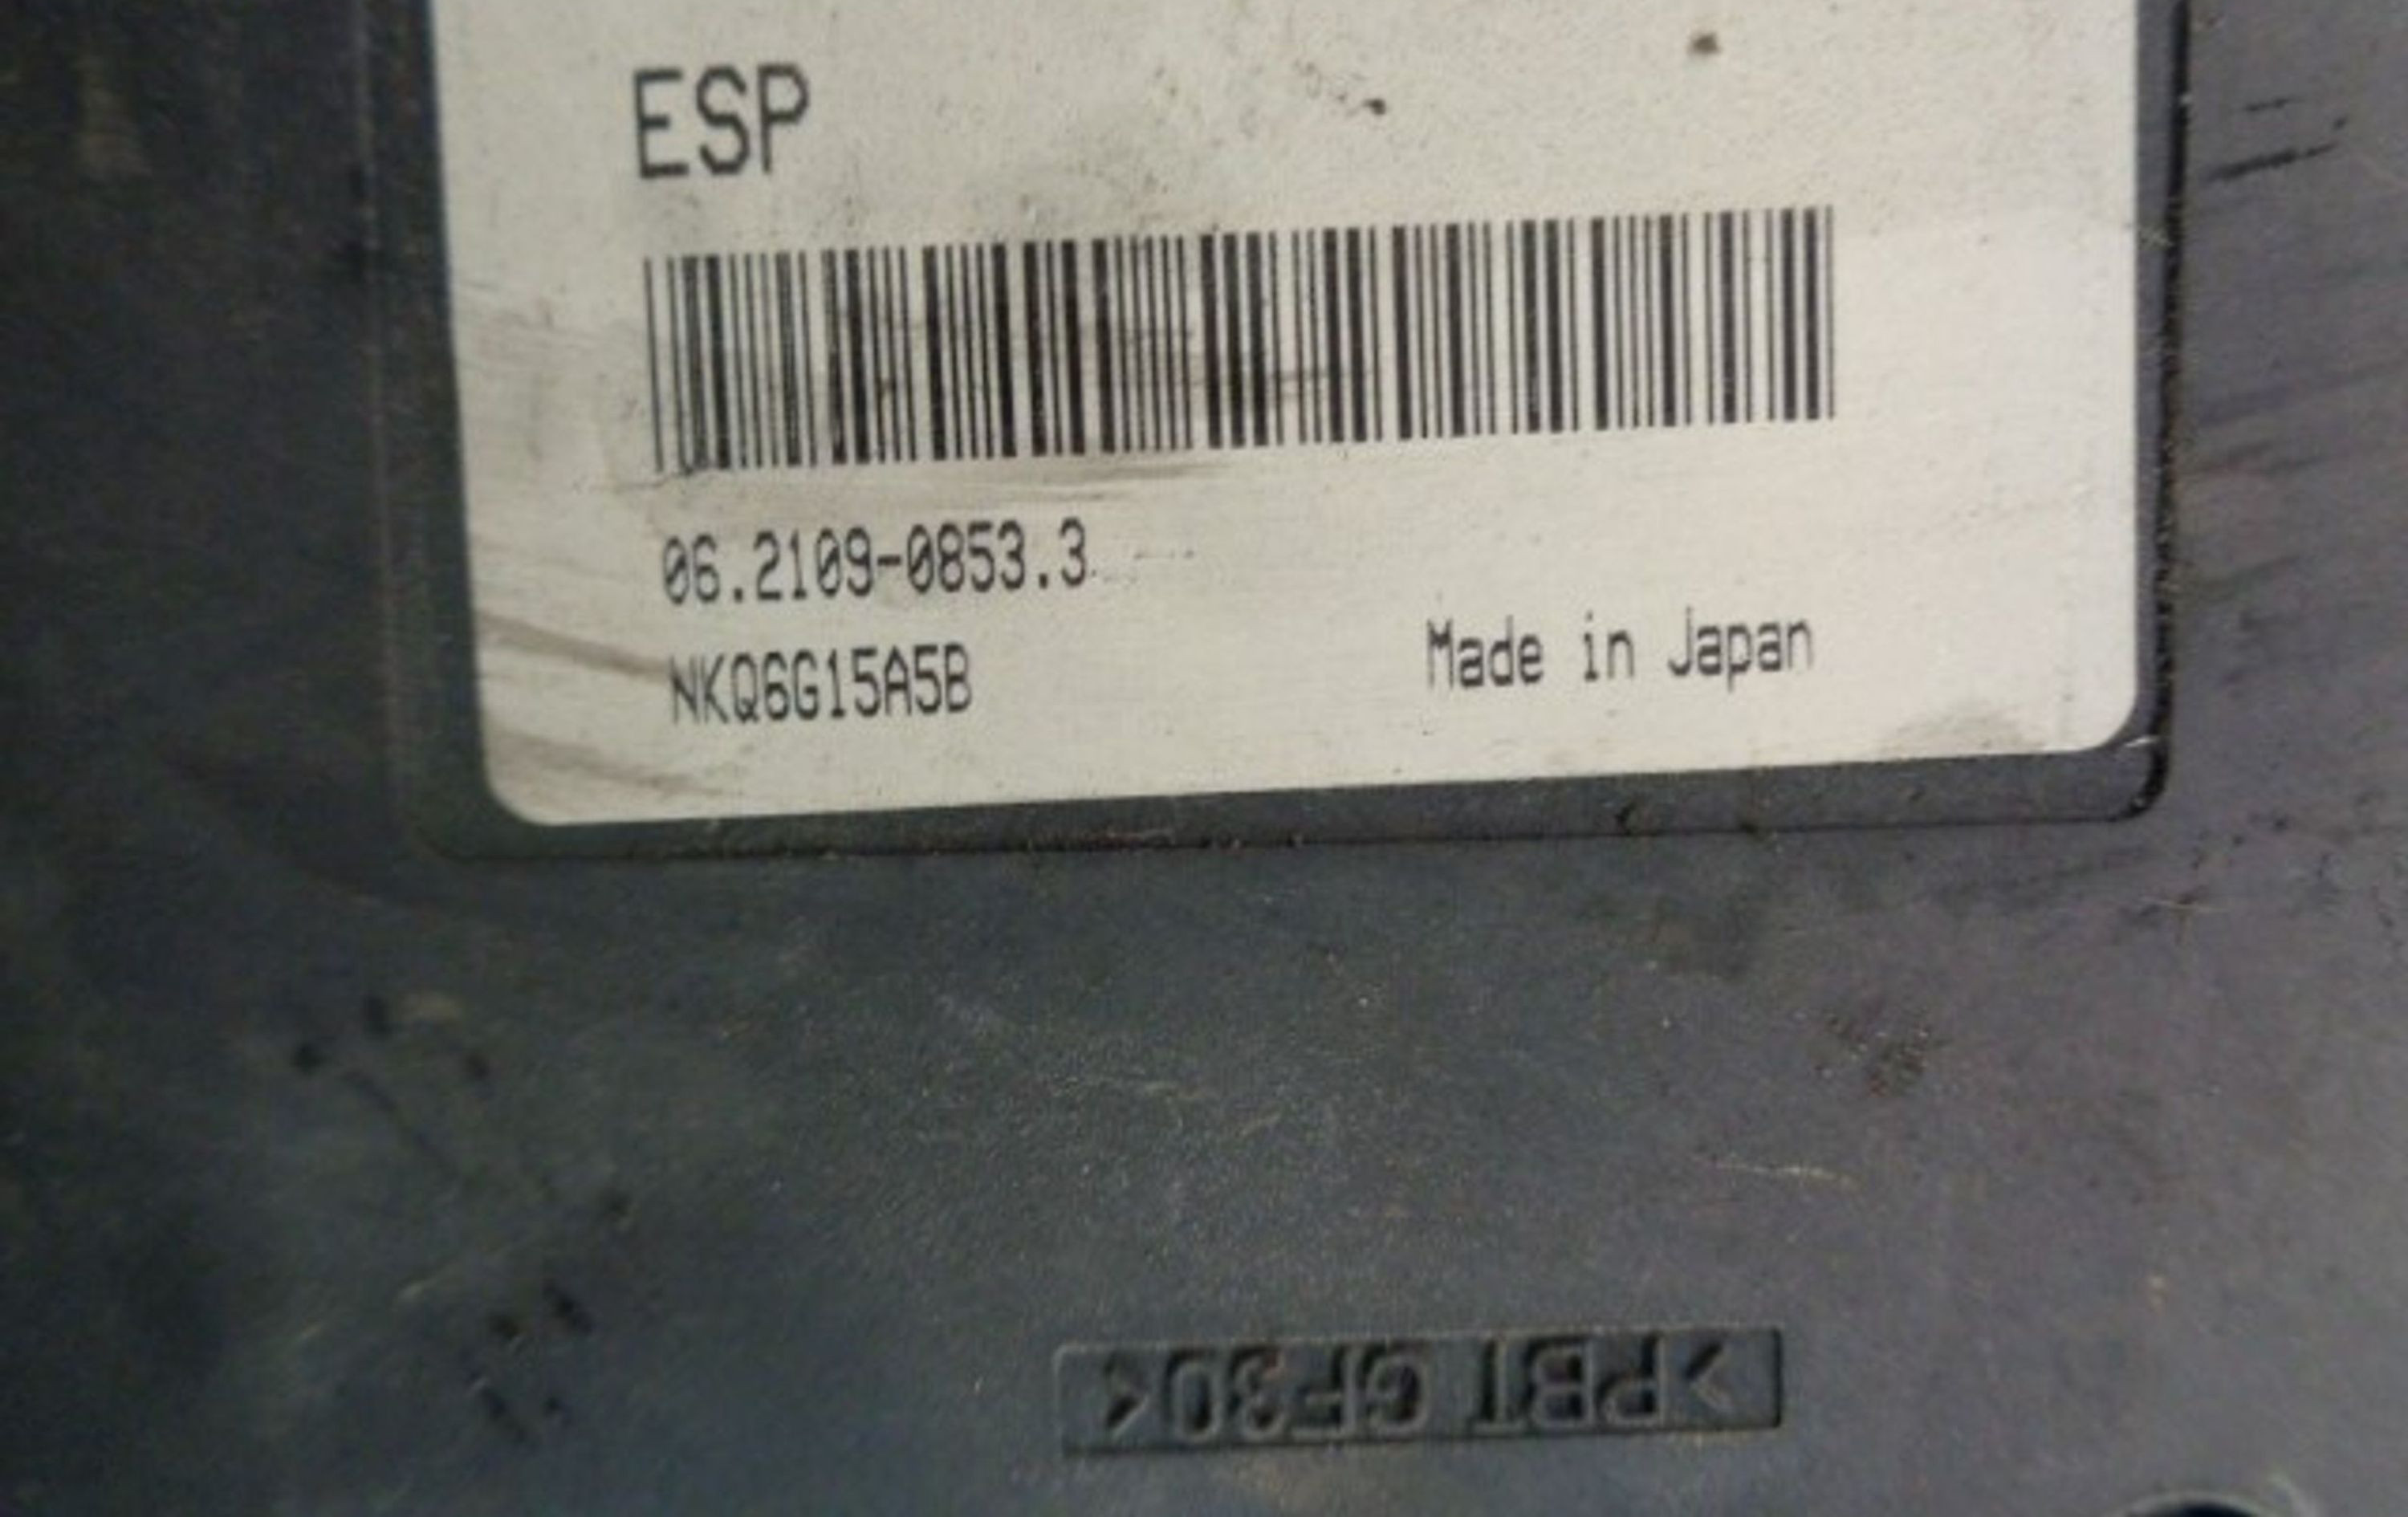 ESP
06.2109-0853.3
NKQ6G15A5B
Made in Japan
>PBT GF30<